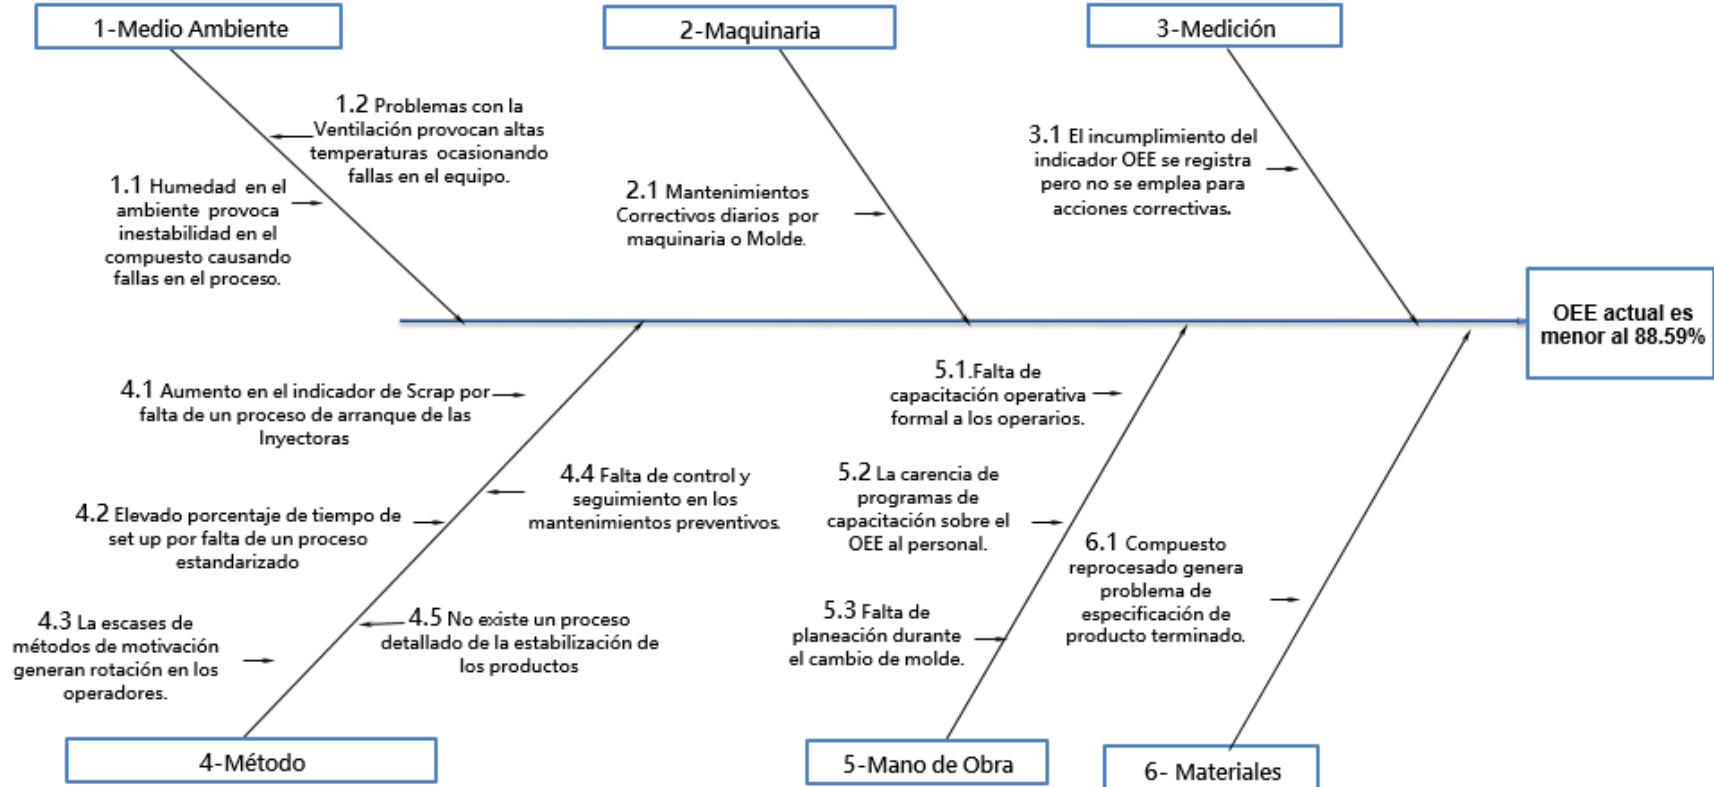 1-Medio Ambiente
2-Maquinaria
3-Medición
1.2 Problemas con la
Ventilación provocan altas
temperaturas ocasionando
fallas en el equipo.
1.1 Humedad en el
ambiente provoca
inestabilidad en el
compuesto causando
fallas en el proceso.
2.1 Mantenimientos
Correctivos diarios por
maquinaria o Molde.
3.1 El incumplimiento del
indicador OEE se registra
pero no se emplea para
acciones correctivas.
OEE actual es
menor al 88.59%
4.1 Aumento en el indicador de Scrap por
falta de un proceso de arranque de las
Inyectoras
4.2 Elevado porcentaje de tiempo de
set up por falta de un proceso
estandarizado
4.3 La escases de
métodos de motivación
generan rotación en los
operadores.
4.4 Falta de control y
seguimiento en los
mantenimientos preventivos.
4.5 No existe un proceso
detallado de la estabilización de
los productos
5.1.Falta de
capacitación operativa
formal a los operarios.
5.2 La carencia de
programas de
capacitación sobre el
OEE al personal.
5.3 Falta de
planeación durante
el cambio de molde.
6.1 Compuesto
reprocesado genera
problema de
especificación de
producto terminado.
4-Método
5-Mano de Obra
6- Materiales